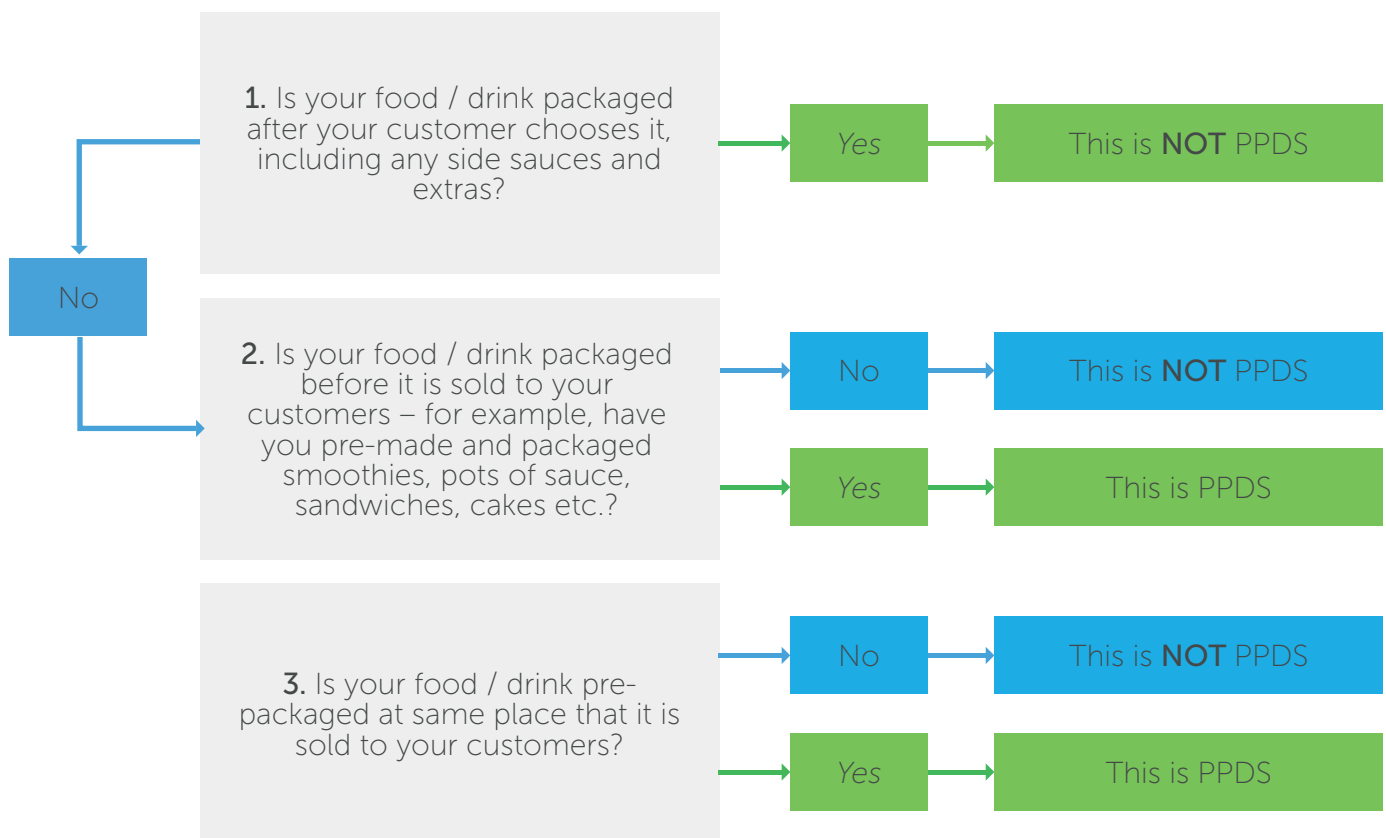 1. Is your food / drink packaged
after your customer chooses it,
including any side sauces and
extras?
Yes
This is NOT PPDS
No
2. Is your food / drink packaged
before it is sold to your
customers – for example, have
you pre-made and packaged
smoothies, pots of sauce,
sandwiches, cakes etc.?
No
This is NOT PPDS
Yes
This is PPDS
3. Is your food / drink pre-
packaged at same place that it is
sold to your customers?
No
This is NOT PPDS
Yes
This is PPDS